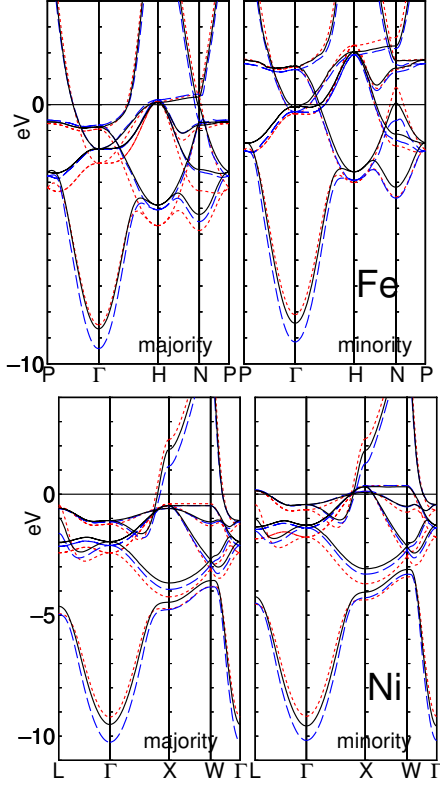 eV
0
−10
Fe
majority
minority
P Γ H N P Γ H N P
eV
0
−5
−10
Ni
majority
minority
L Γ X W Γ L Γ X W Γ